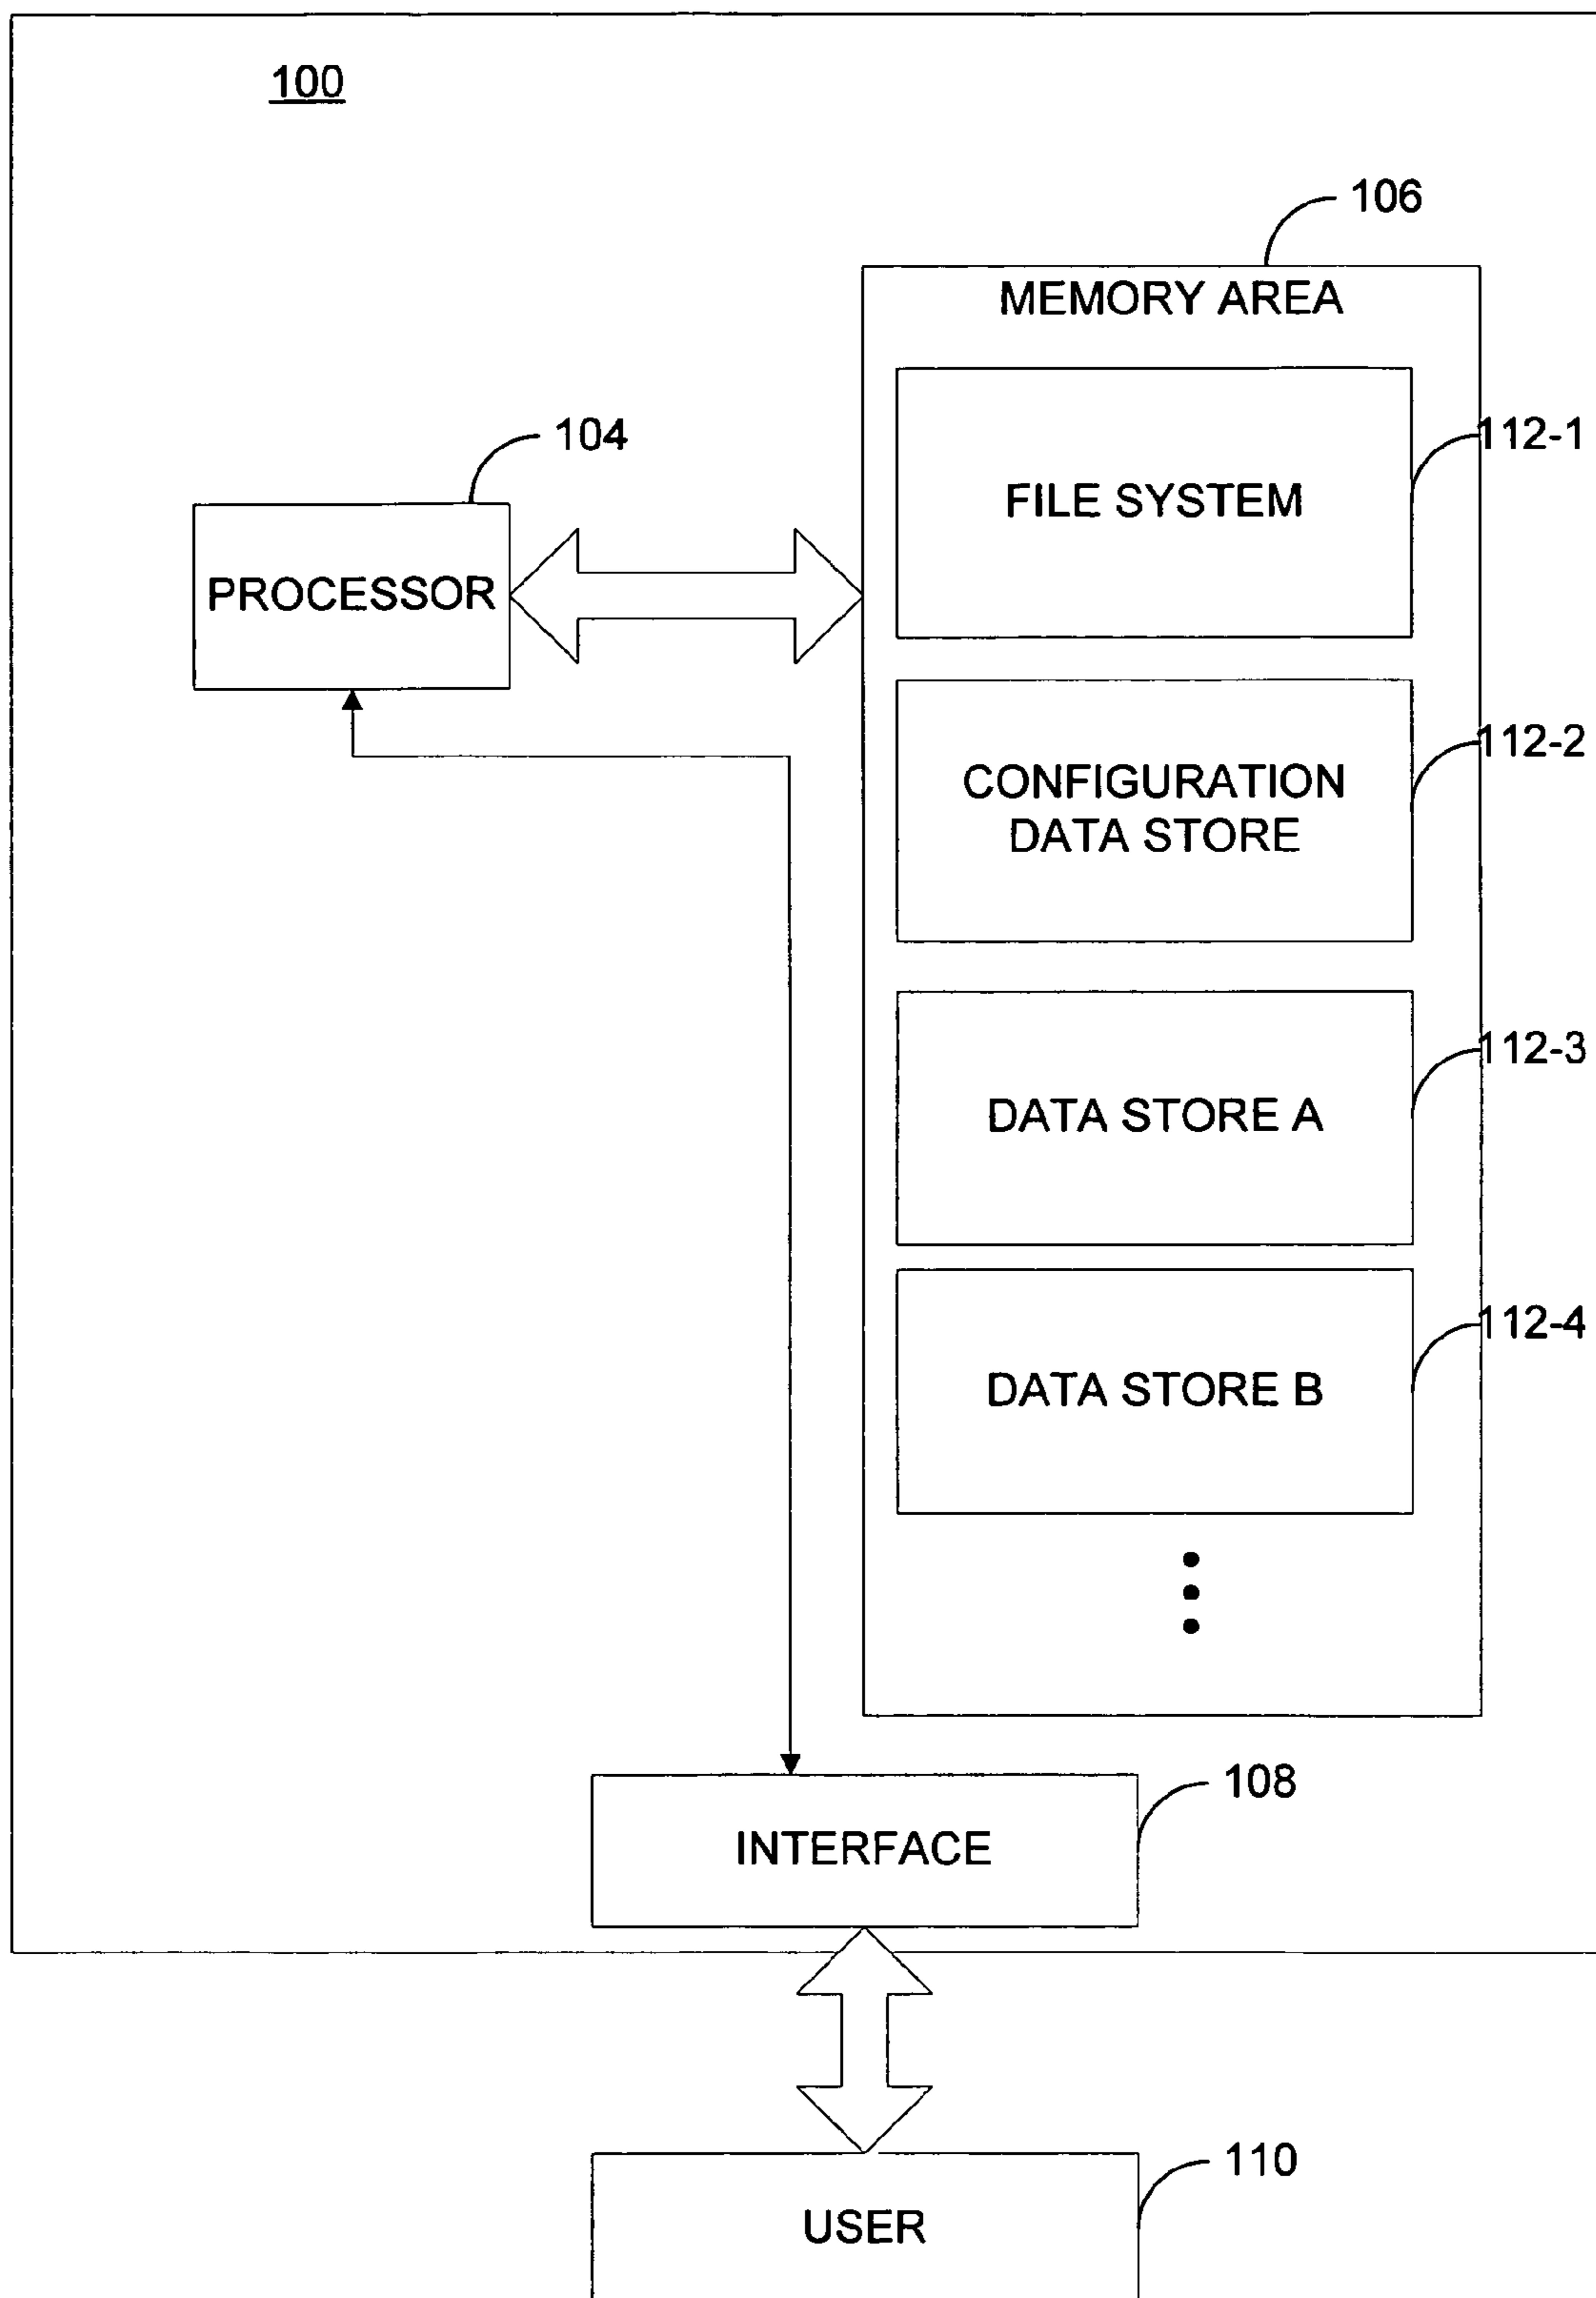 100
106
MEMORY AREA
104
112-1
FILE SYSTEM
PROCESSOR
112-2
CONFIGURATION
DATA STORE
112-3
DATA STORE A
112-4
DATA STORE B
108
INTERFACE
110
USER